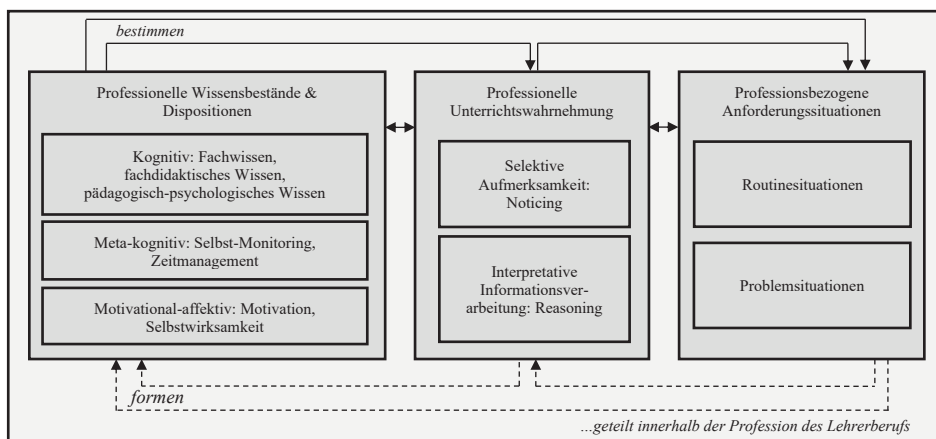 bestimmen
Professionelle Wissensbestände &
Dispositionen
Kognitiv: Fachwissen,
fachdidaktisches Wissen,
pädagogisch-psychologisches Wissen
Meta-kognitiv: Selbst-Monitoring,
Zeitmanagement
Motivational-affektiv: Motivation,
Selbstwirksamkeit
Professionelle
Unterrichtswahrnehmung
Selektive
Aufmerksamkeit:
Noticing
Interpretative
Informationsver-
arbeitung: Reasoning
Professionsbezogene
Anforderungssituationen
Routinesituationen
Problemsituationen
formen
...geteilt innerhalb der Profession des Lehrerberufs